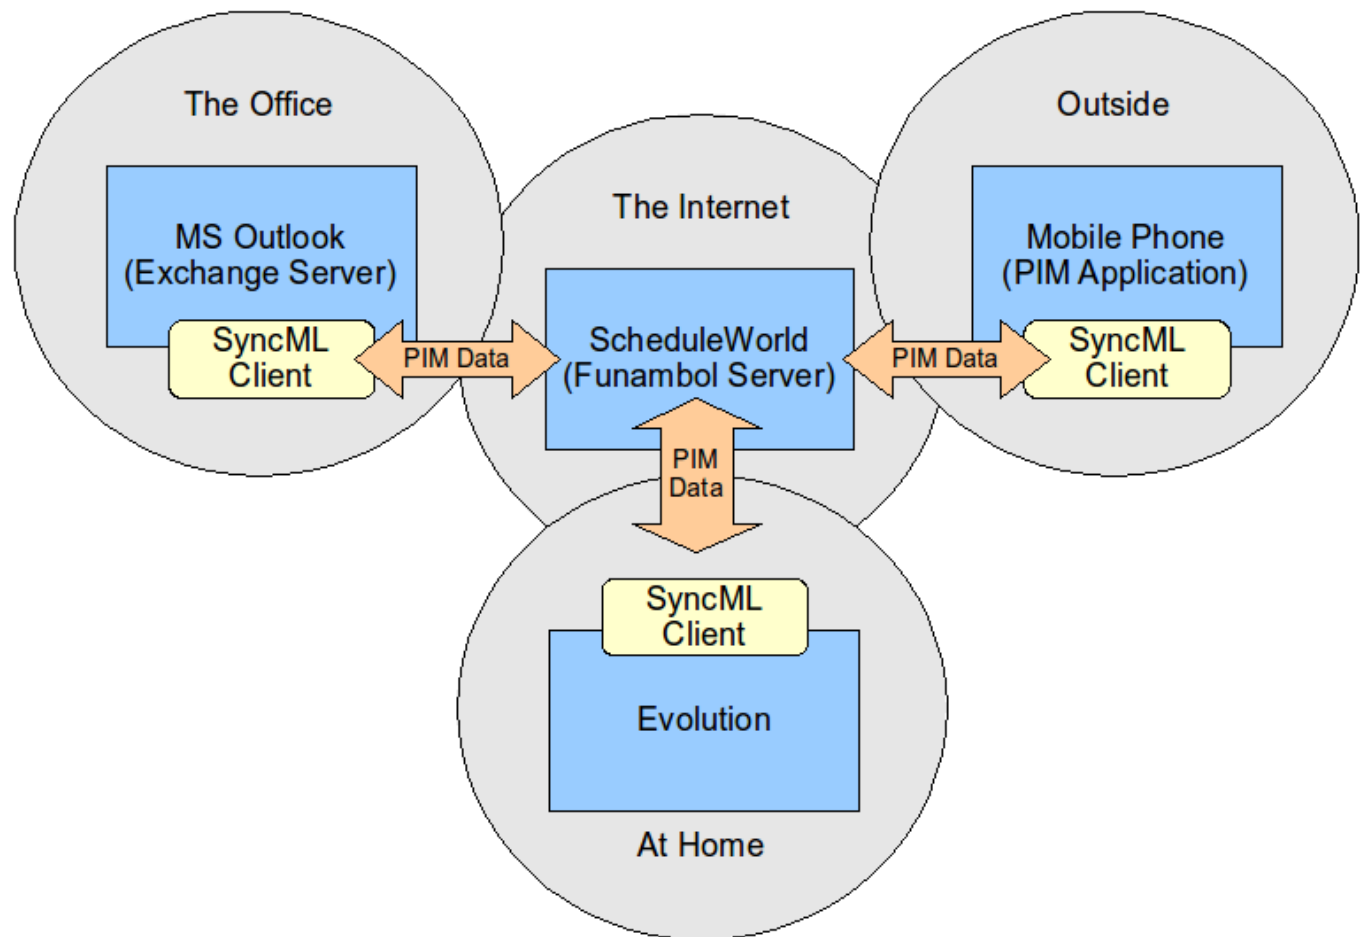 The Office
MS Outlook
(Exchange Server)
SyncML
Client
PIM Data
The Internet
ScheduleWorld
(Funambol Server)
PIM
Data
PIM Data
Outside
Mobile Phone
(PIM Application)
SyncML
Client
SyncML
Client
Evolution
At Home